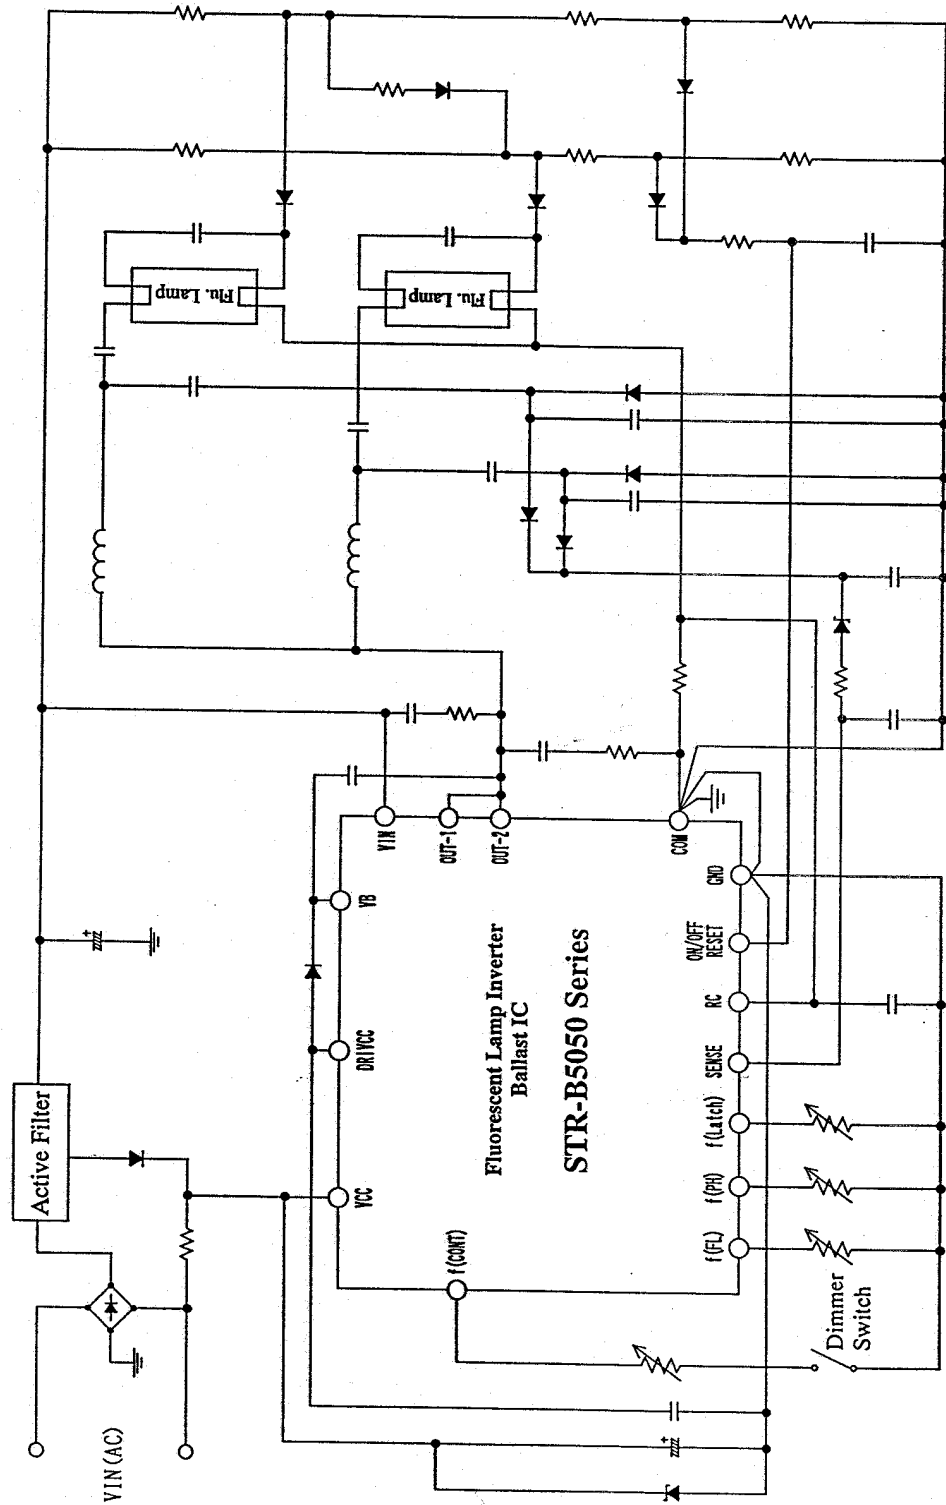 VIN(AC)
Active Filter
Flu. Lamp
Flu. Lamp
VCC
DRIVCC
VB
VIN
OUT-1
OUT-2
COM
f(CONT)
Fluorescent Lamp Inverter
Ballast IC
STR-B5050 Series
f(FL)
f(PH)
f(Latch)
SENSE
RC
ON/OFF
RESET
GND
Dimmer
Switch